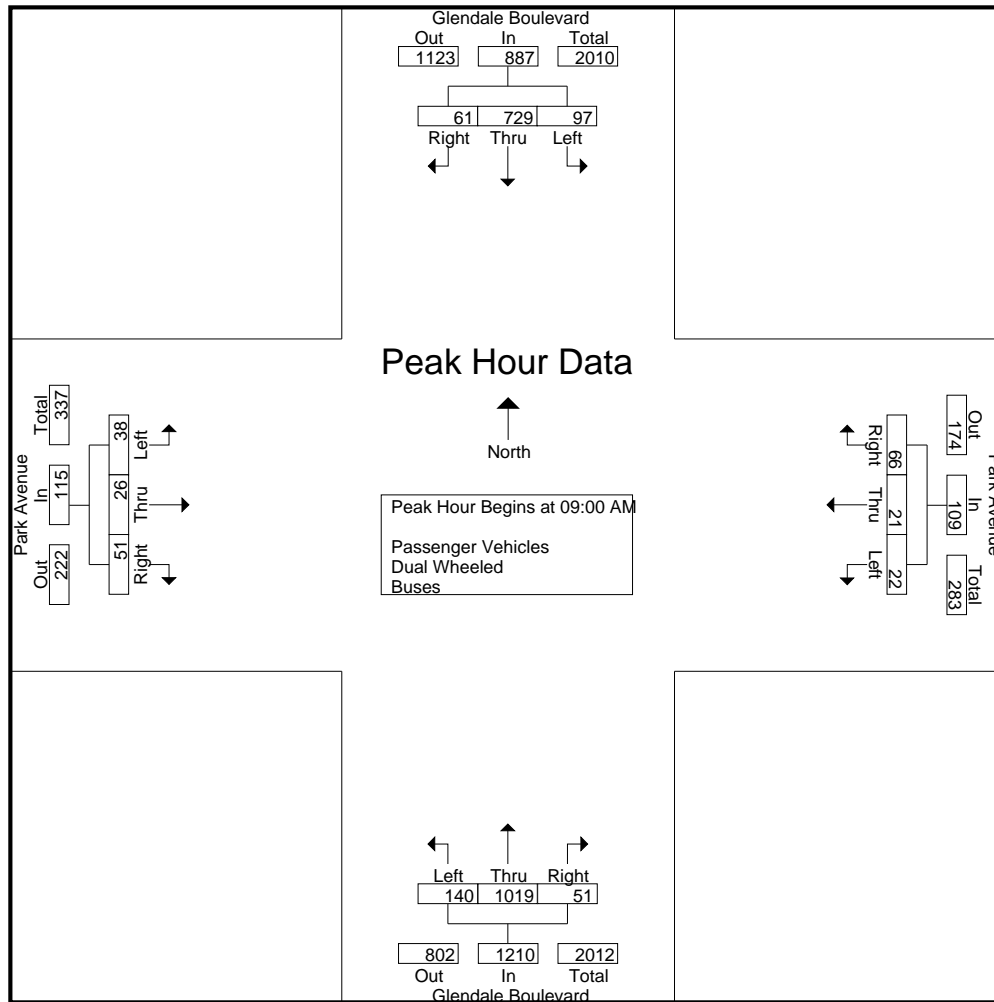 Glendale Boulevard
Out In Total
1123 887 2010
61 729 97
Right Thru Left
Peak Hour Data
North
Peak Hour Begins at 09:00 AM
Passenger Vehicles
Dual Wheeled
Buses
Park Avenue
Total In Out
337 115 222
38 26 51
Left Thru Right
Right Thru Left
66 21 22
Out In Total
174 109 283
Park Avenue
Left Thru Right
140 1019 51
802 1210 2012
Out In Total
Glendale Boulevard